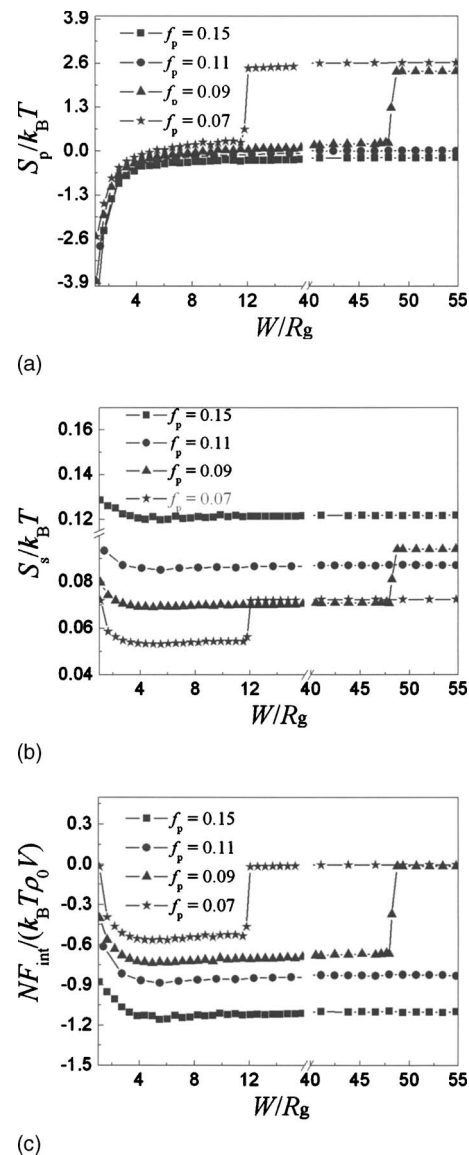 3.9
2.6
1.3
0.0
-1.3
-2.6
-3.9
S_p/k_BT
f_p = 0.15
f_p = 0.11
f_p = 0.09
f_p = 0.07
4 8 12 40 45 50 55
W/R_g
(a)
0.16
0.14
0.12
0.08
0.06
0.04
S_s/k_BT
f_p = 0.15
f_p = 0.11
f_p = 0.09
f_p = 0.07
4 8 12 40 45 50 55
W/R_g
(b)
0.3
0.0
-0.3
-0.6
-0.9
-1.2
-1.5
NF_int/(k_BTρ_0V)
f_p = 0.15
f_p = 0.11
f_p = 0.09
f_p = 0.07
4 8 12 40 45 50 55
W/R_g
(c)